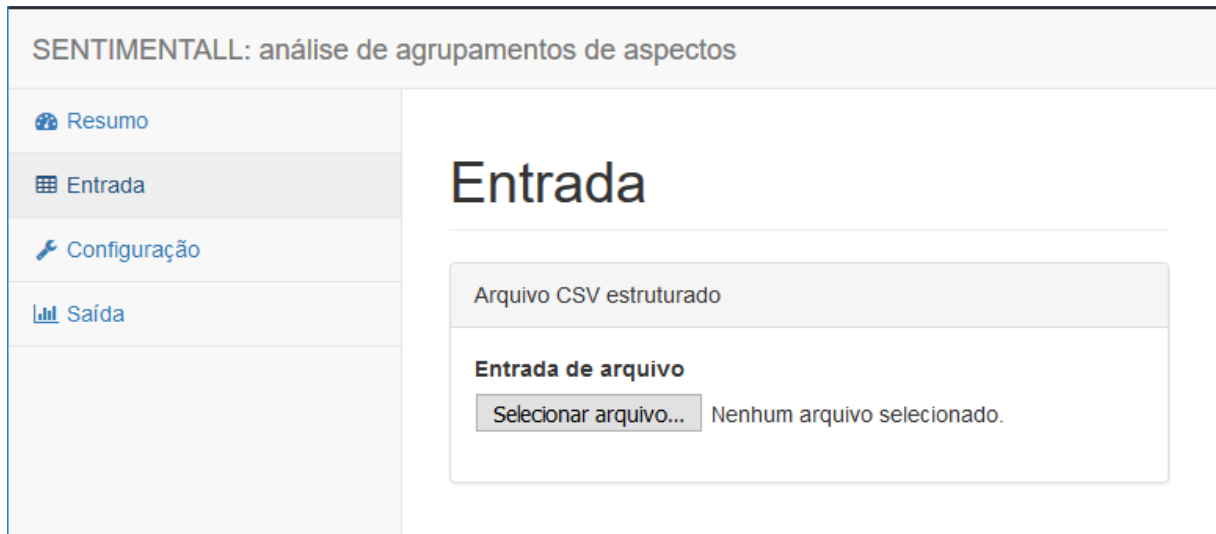 SENTIMENTALL: análise de agrupamentos de aspectos
Resumo
Entrada
Configuração
Saída
Entrada
Arquivo CSV estruturado
Entrada de arquivo
Selecionar arquivo... Nenhum arquivo selecionado.